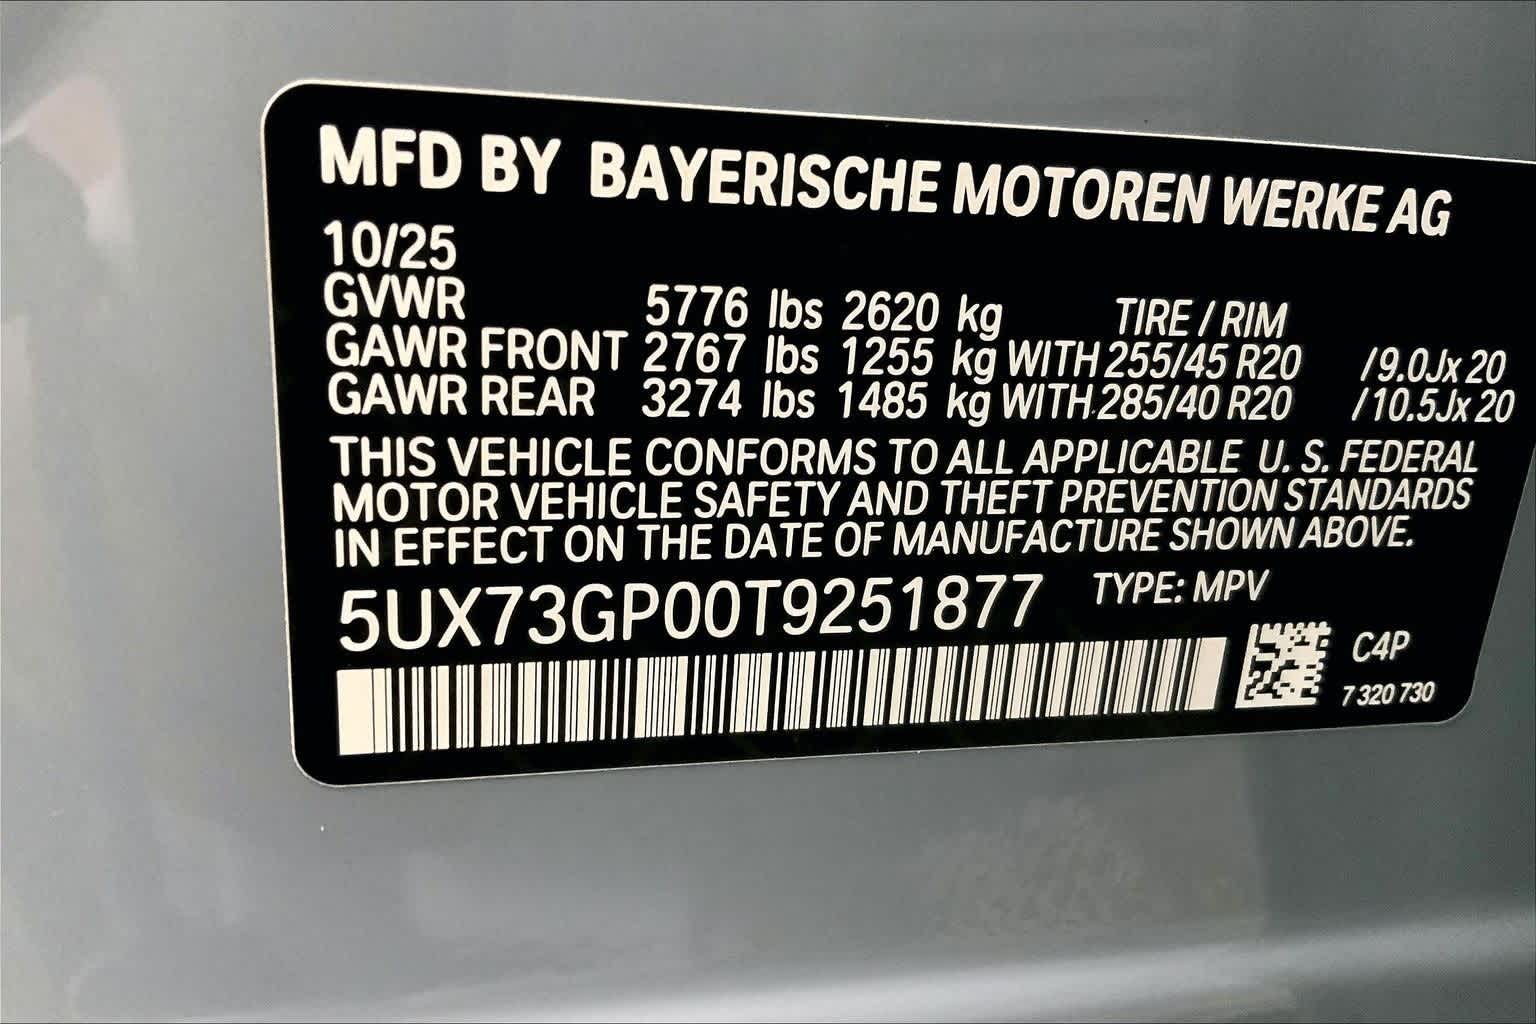 MFD BY BAYERISCHE MOTOREN WERKE AG
10/25
GVWR 5776 lbs 2620 kg TIRE / RIM
GAWR FRONT 2767 lbs 1255 kg WITH 255/45 R20 /9.0Jx 20
GAWR REAR 3274 lbs 1485 kg WITH 285/40 R20 /10.5Jx 20
THIS VEHICLE CONFORMS TO ALL APPLICABLE U. S. FEDERAL
MOTOR VEHICLE SAFETY AND THEFT PREVENTION STANDARDS
IN EFFECT ON THE DATE OF MANUFACTURE SHOWN ABOVE.
5UX73GP00T9251877 TYPE: MPV
C4P
7 320 730